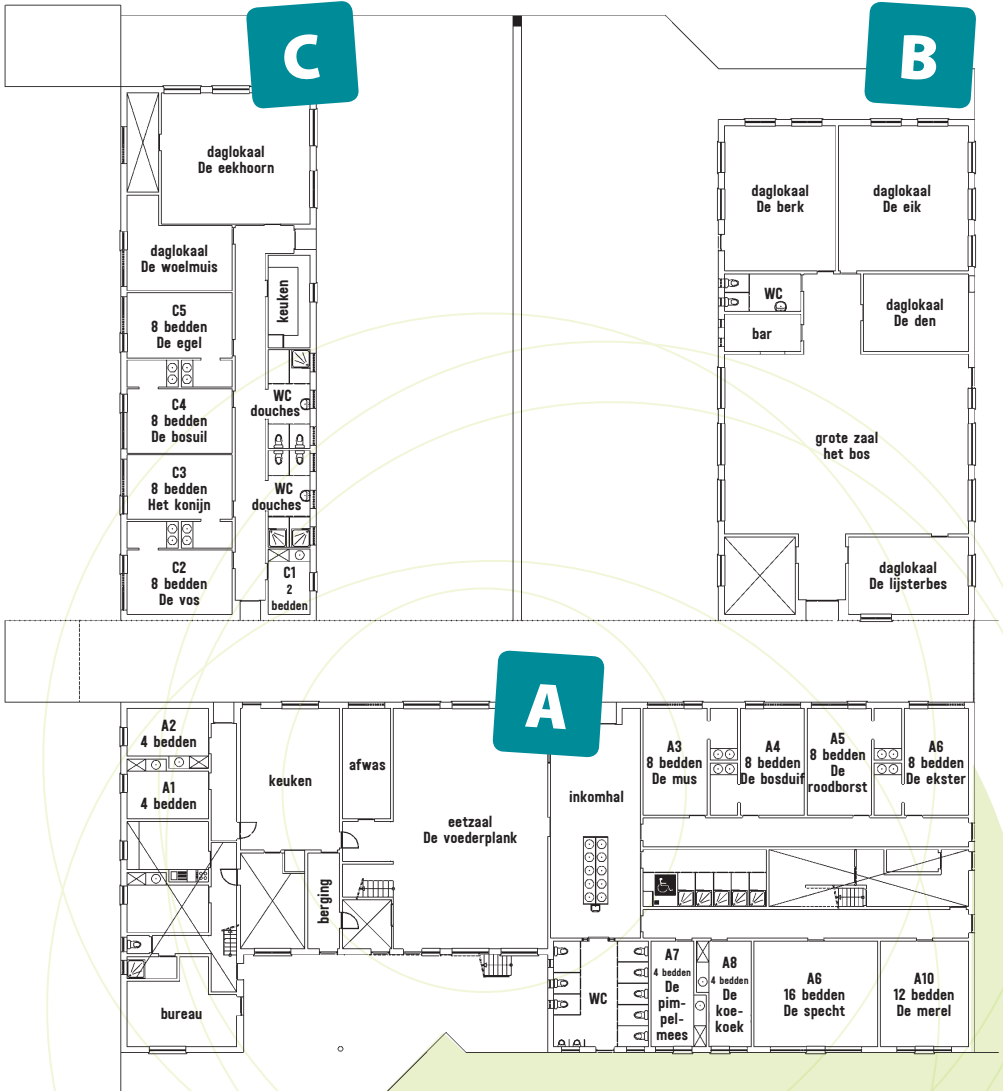 C
B
daglokaal
De eekhoorn
daglokaal
De woelmuis
C5
8 bedden
De egel
keuken
C4
8 bedden
De bosuil
WC
douches
C3
8 bedden
Het konijn
WC
douches
C2
8 bedden
De vos
C1
2
bedden
daglokaal
De berk
daglokaal
De eik
WC
bar
daglokaal
De den
grote zaal
het bos
daglokaal
De lijsterbes
A
A2
4 bedden
A1
4 bedden
keuken
afwas
eetzaal
De voederplank
berging
bureau
inkomhal
A3
8 bedden
De mus
A4
8 bedden
De bosduif
A5
8 bedden
De
roodborst
A6
8 bedden
De ekster
WC
A7
4 bedden
De
pim-
pel-
mees
A8
4 bedden
De
koe-
koek
A6
16 bedden
De specht
A10
12 bedden
De merel